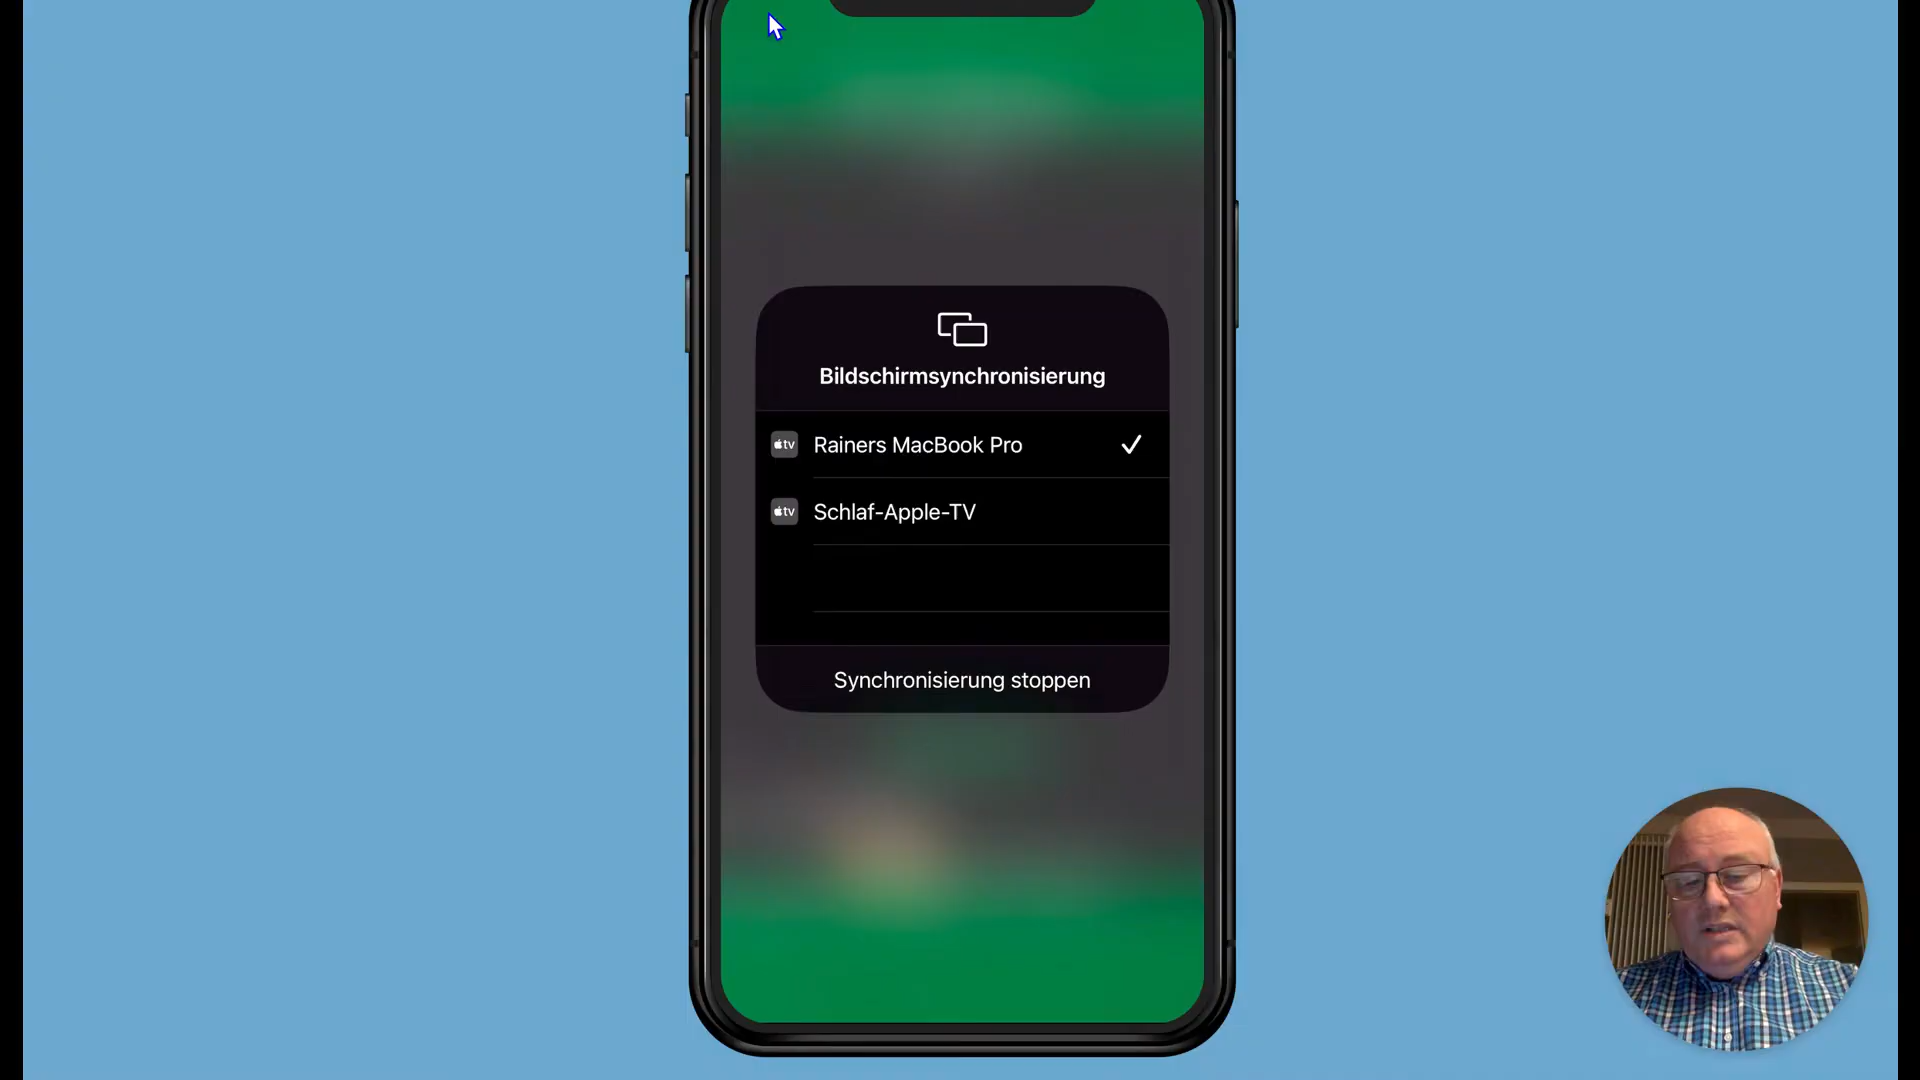 Bildschirmsynchronisierung
tv Rainers MacBook Pro
tv Schlaf-Apple-TV
Synchronisierung stoppen